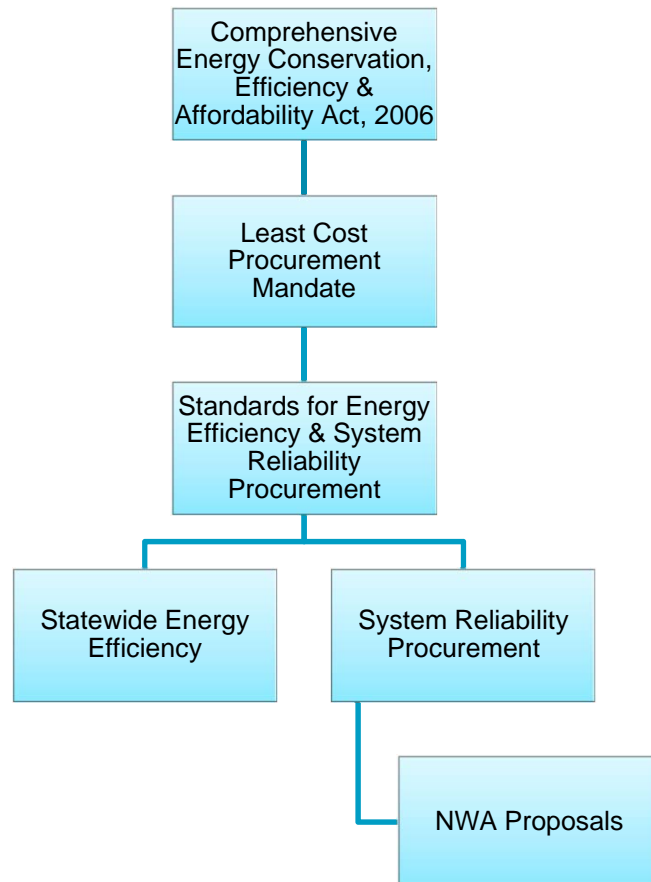 Comprehensive
Energy Conservation,
Efficiency &
Affordability Act, 2006
Least Cost
Procurement
Mandate
Standards for Energy
Efficiency & System
Reliability
Procurement
Statewide Energy
Efficiency
System Reliability
Procurement
NWA Proposals